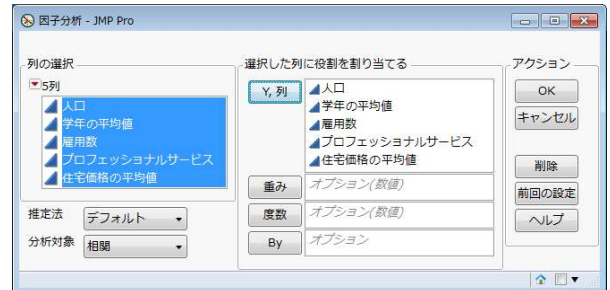 因子分析 - JMP Pro
列の選択
5列
人口
学年の平均値
雇用数
プロフェッショナルサービス
住宅価格の平均値
推定法 デフォルト
分析対象 相関
選択した列に役割を割り当てる
Y, 列
人口
学年の平均値
雇用数
プロフェッショナルサービス
住宅価格の平均値
重み オプション(数値)
度数 オプション(数値)
By オプション
アクション
OK
キャンセル
削除
前回の設定
ヘルプ